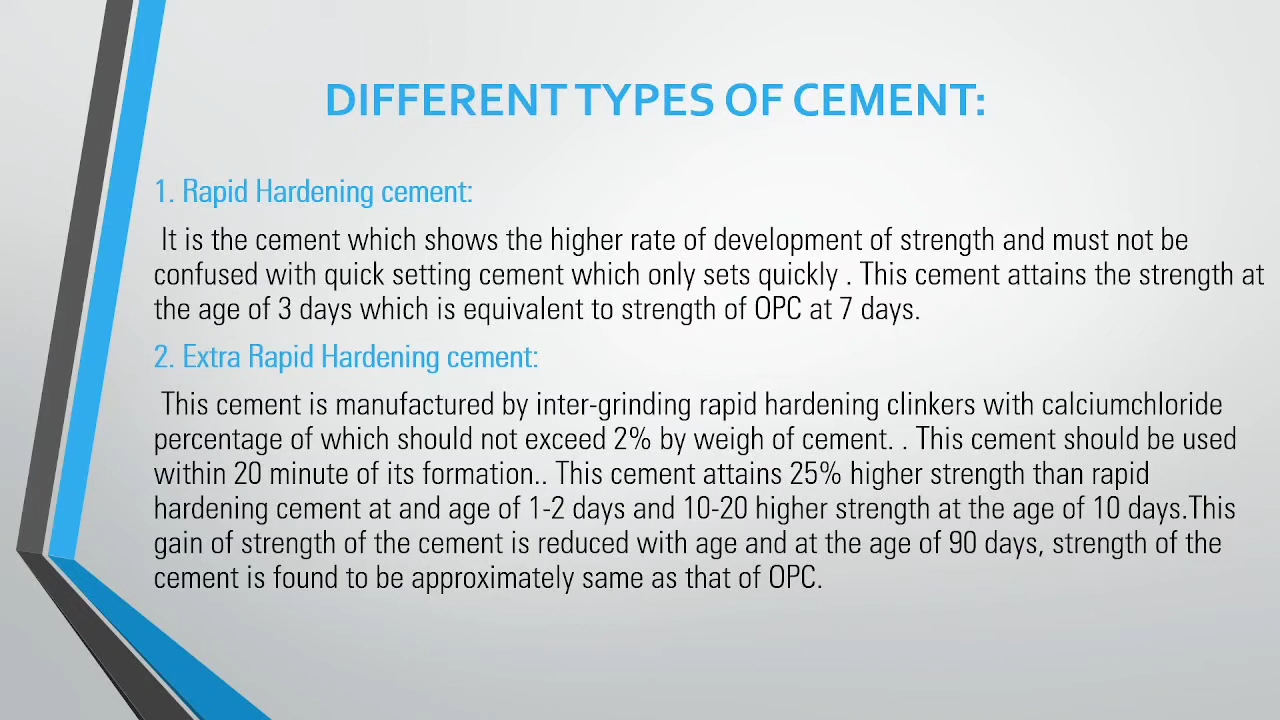 DIFFERENT TYPES OF CEMENT:
1. Rapid Hardening cement:
It is the cement which shows the higher rate of development of strength and must not be
confused with quick setting cement which only sets quickly . This cement attains the strength at
the age of 3 days which is equivalent to strength of OPC at 7 days.
2. Extra Rapid Hardening cement:
This cement is manufactured by inter-grinding rapid hardening clinkers with calciumchloride
percentage of which should not exceed 2% by weigh of cement. . This cement should be used
within 20 minute of its formation.. This cement attains 25% higher strength than rapid
hardening cement at and age of 1-2 days and 10-20 higher strength at the age of 10 days.This
gain of strength of the cement is reduced with age and at the age of 90 days, strength of the
cement is found to be approximately same as that of OPC.